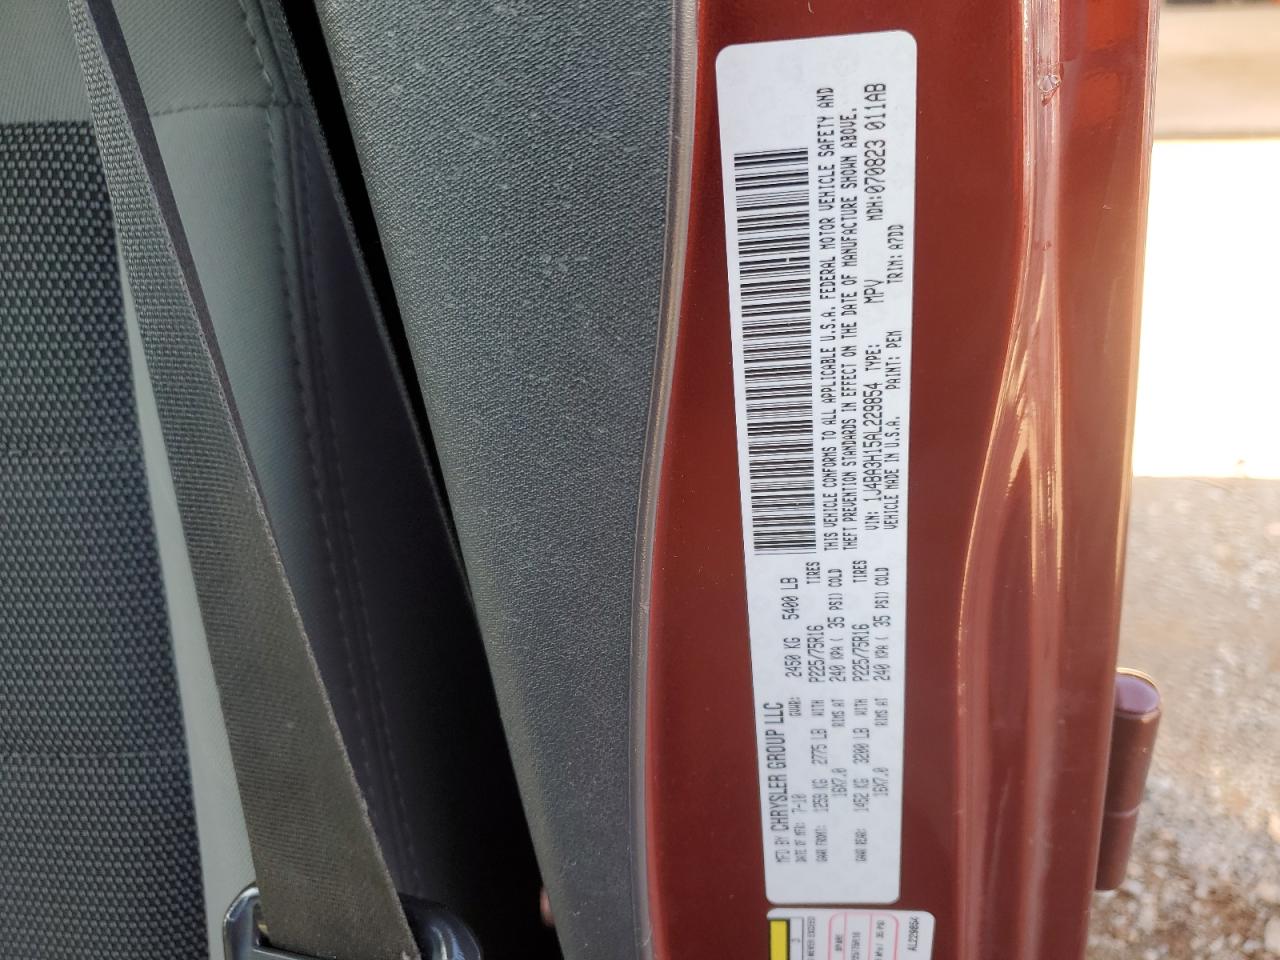 MFD BY CHRYSLER GROUP LLC
DATE OF MFR: 7-10 GVWR: 2450 KG 5400 LB
GAWR FRONT: 1259 KG 2775 LB WITH P225/75R16 TIRES
16X7.0 RIMS AT 240 KPA ( 35 PSI) COLD
GAWR REAR: 1452 KG 3200 LB WITH P225/75R16 TIRES
16X7.0 RIMS AT 240 KPA ( 35 PSI) COLD
THIS VEHICLE CONFORMS TO ALL APPLICABLE U.S.A. FEDERAL MOTOR VEHICLE SAFETY AND
THEFT PREVENTION STANDARDS IN EFFECT ON THE DATE OF MANUFACTURE SHOWN ABOVE.
VIN: 1J4BA3H15AL229854 TYPE: MPV MDH:070823 011AB
VEHICLE MADE IN U.S.A. PAINT: PEM TRIM: A7DD
SPARE
AL229854